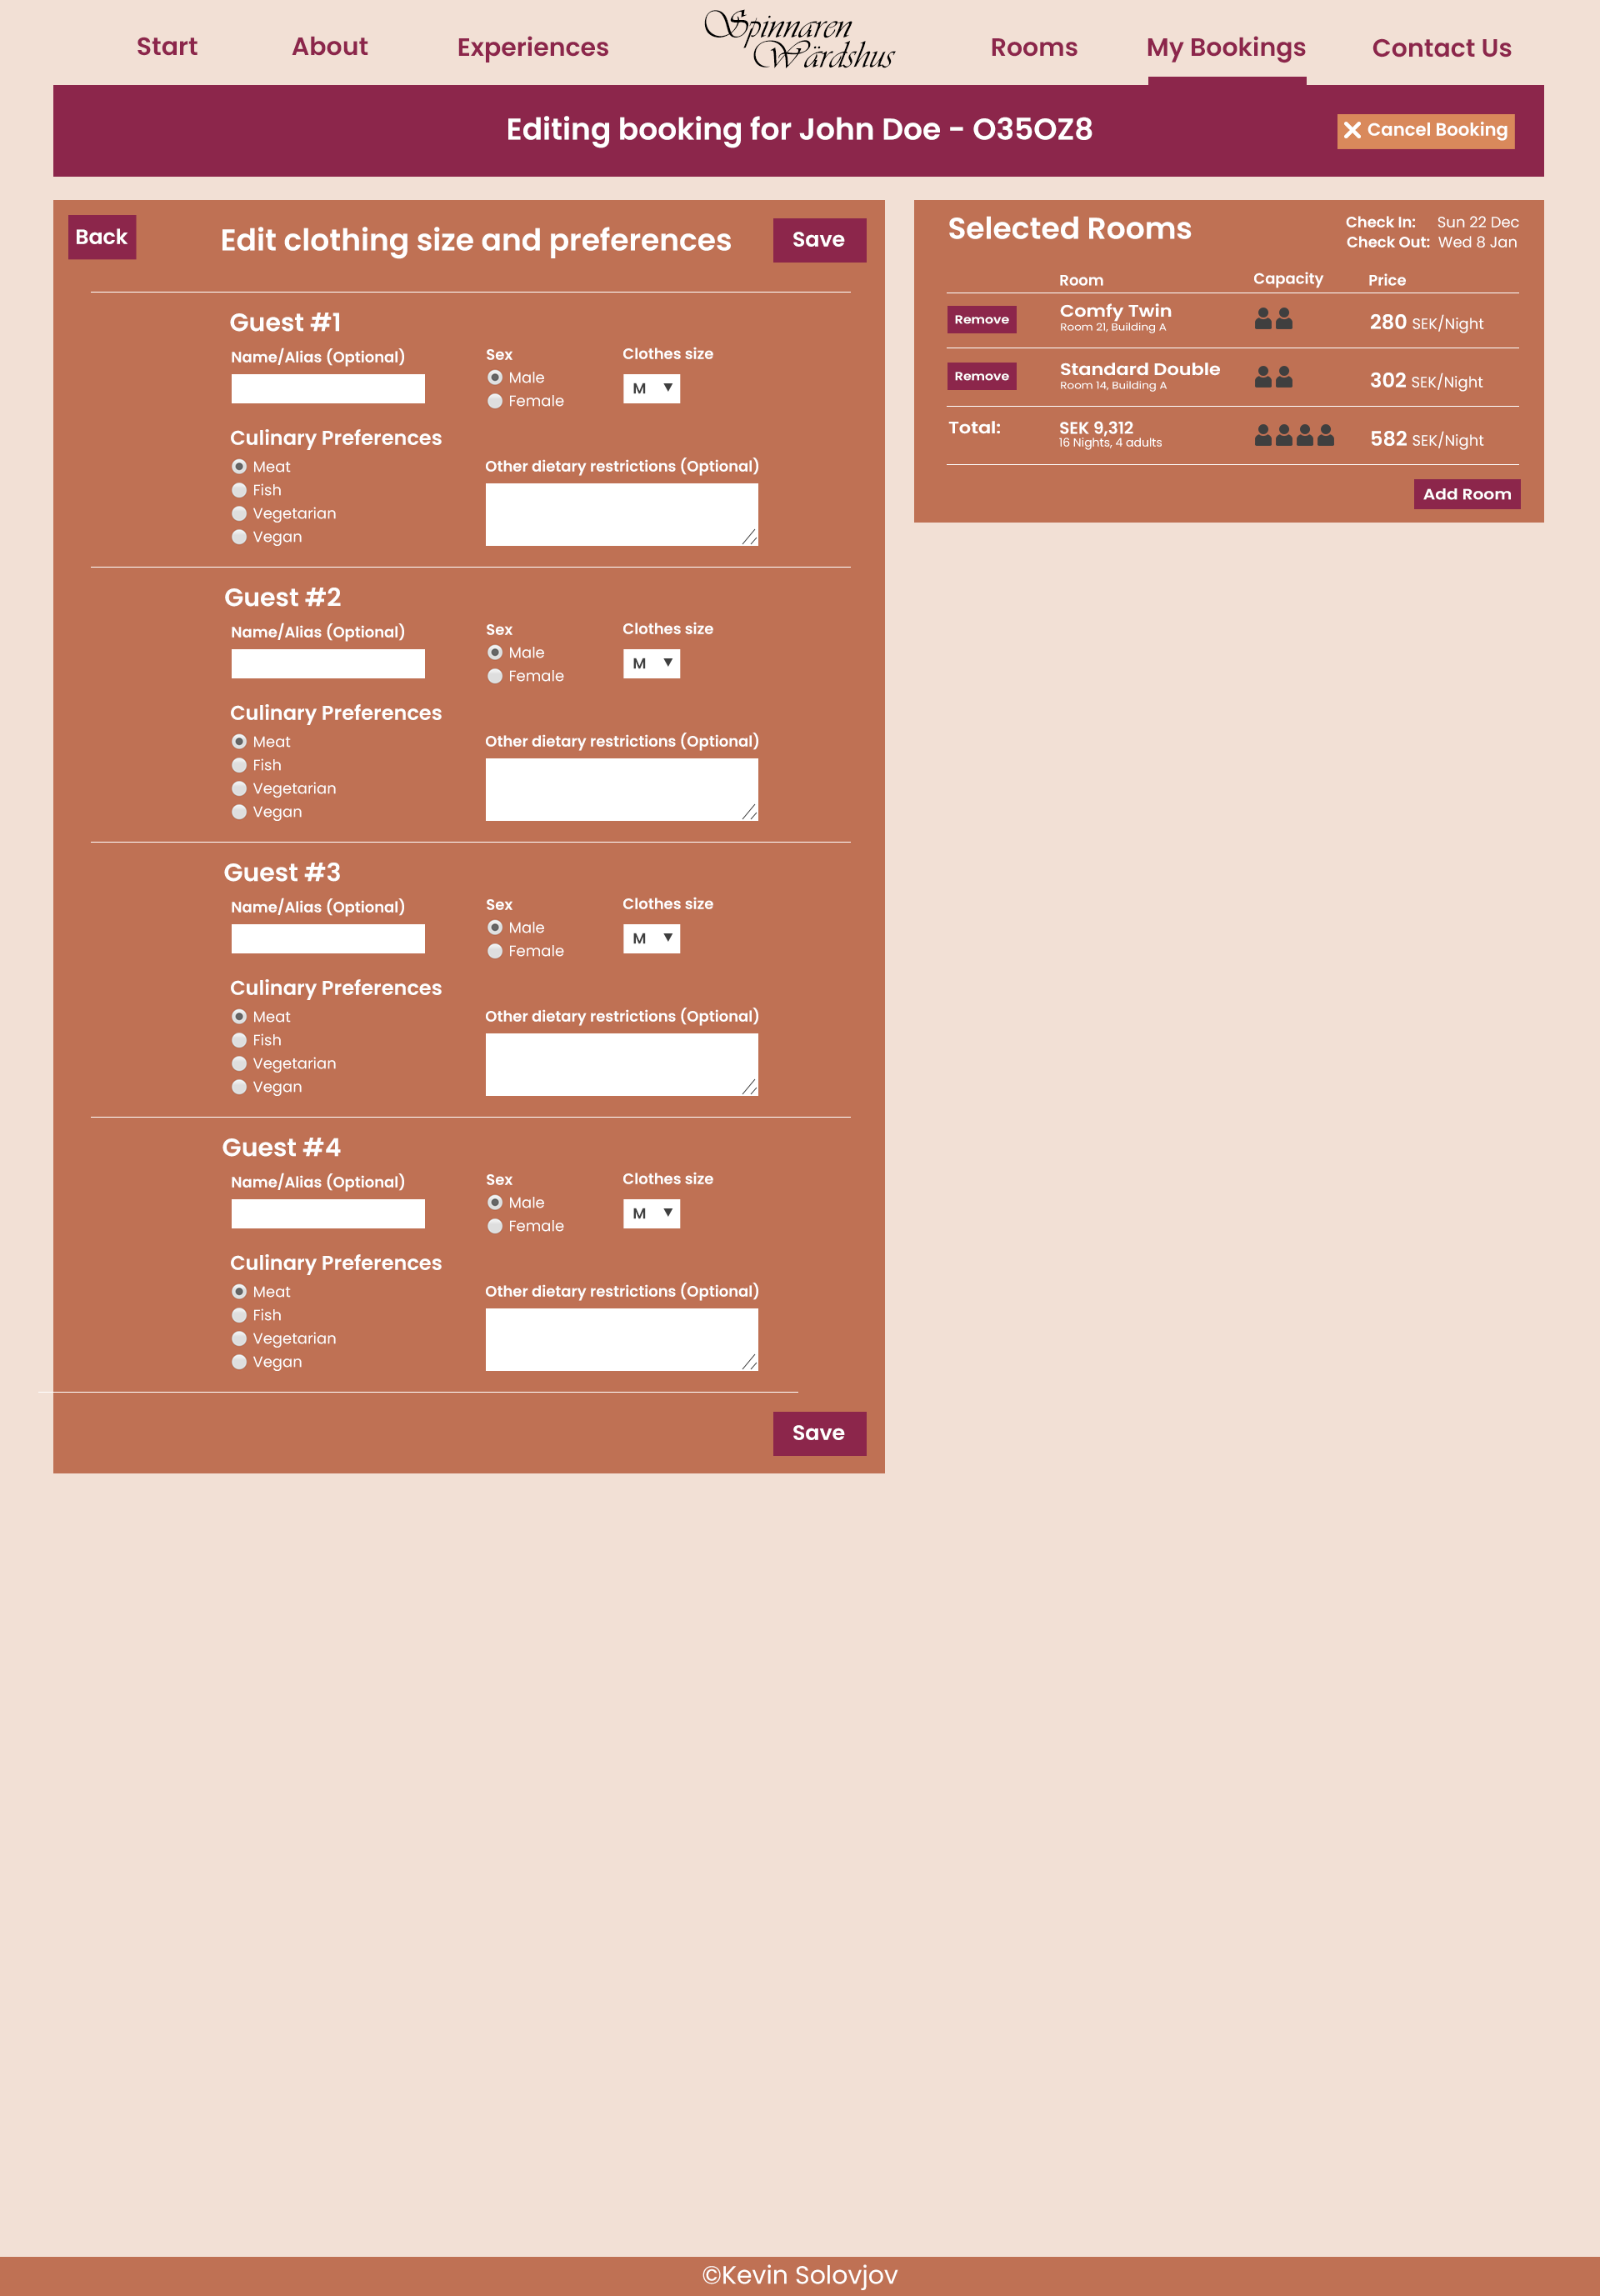 Start
About
Experiences
Spinnaren
Wärdshus
Rooms
My Bookings
Contact Us
Editing booking for John Doe - O35OZ8
Cancel Booking
Back
Edit clothing size and preferences
Save
Guest #1
Name/Alias (Optional)
Sex
Male
Female
Clothes size
M
Culinary Preferences
Meat
Fish
Vegetarian
Vegan
Other dietary restrictions (Optional)
Guest #2
Name/Alias (Optional)
Sex
Male
Female
Clothes size
M
Culinary Preferences
Meat
Fish
Vegetarian
Vegan
Other dietary restrictions (Optional)
Guest #3
Name/Alias (Optional)
Sex
Male
Female
Clothes size
M
Culinary Preferences
Meat
Fish
Vegetarian
Vegan
Other dietary restrictions (Optional)
Guest #4
Name/Alias (Optional)
Sex
Male
Female
Clothes size
M
Culinary Preferences
Meat
Fish
Vegetarian
Vegan
Other dietary restrictions (Optional)
Save
Selected Rooms
Check In: Sun 22 Dec
Check Out: Wed 8 Jan
Room Capacity Price
Remove Comfy Twin 280 SEK/Night
Room 21, Building A
Remove Standard Double 302 SEK/Night
Room 14, Building A
Total: SEK 9,312 582 SEK/Night
16 Nights, 4 adults
Add Room
©Kevin Solovjov